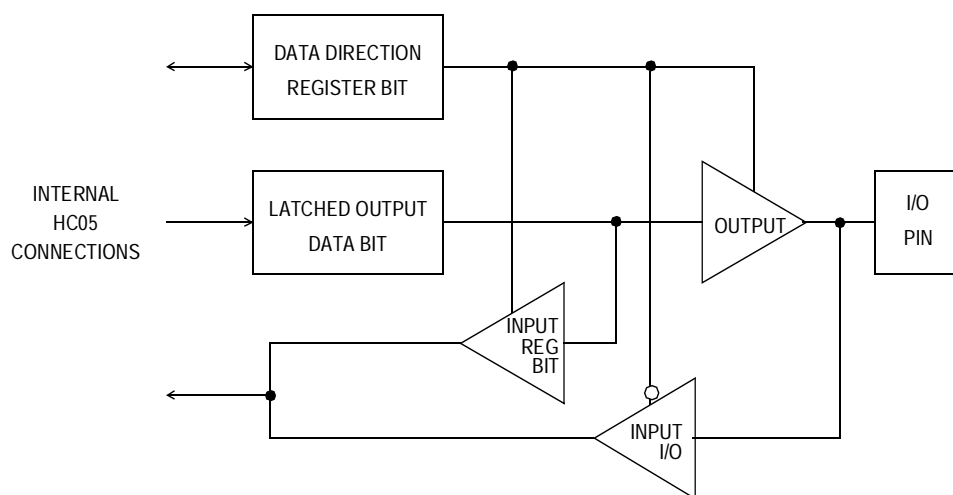 DATA DIRECTION
REGISTER BIT
INTERNAL
HC05
CONNECTIONS
LATCHED OUTPUT
DATA BIT
OUTPUT
I/O
PIN
INPUT
REG
BIT
INPUT
I/O